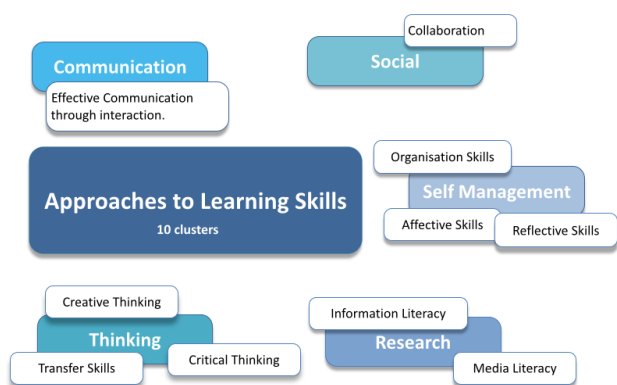 Collaboration
Communication
Social
Effective Communication
through interaction.
Organisation Skills
Approaches to Learning Skills
10 clusters
Self Management
Affective Skills
Reflective Skills
Creative Thinking
Information Literacy
Thinking
Research
Transfer Skills
Critical Thinking
Media Literacy